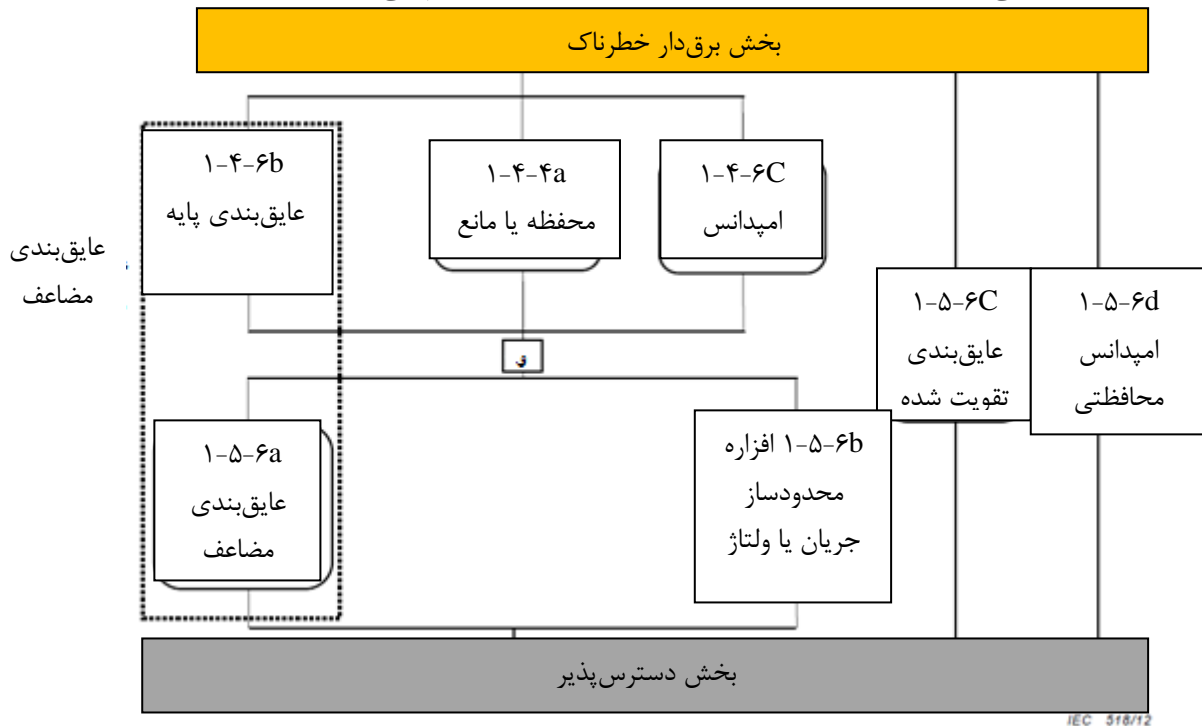 بخش برق‌دار خطرناک
۱-۴-۶b
عایق‌بندی پایه
۱-۴-۴a
محفظه یا مانع
۱-۴-۶C
امپدانس
عایق‌بندی
مضاعف
۱-۵-۶C
عایق‌بندی
تقویت شده
۱-۵-۶d
امپدانس
محافظتی
و
۱-۵-۶a
عایق‌بندی
مضاعف
۱-۵-۶b افزاره
محدودساز
جریان یا ولتاژ
بخش دسترس‌پذیر
IEC 518/12